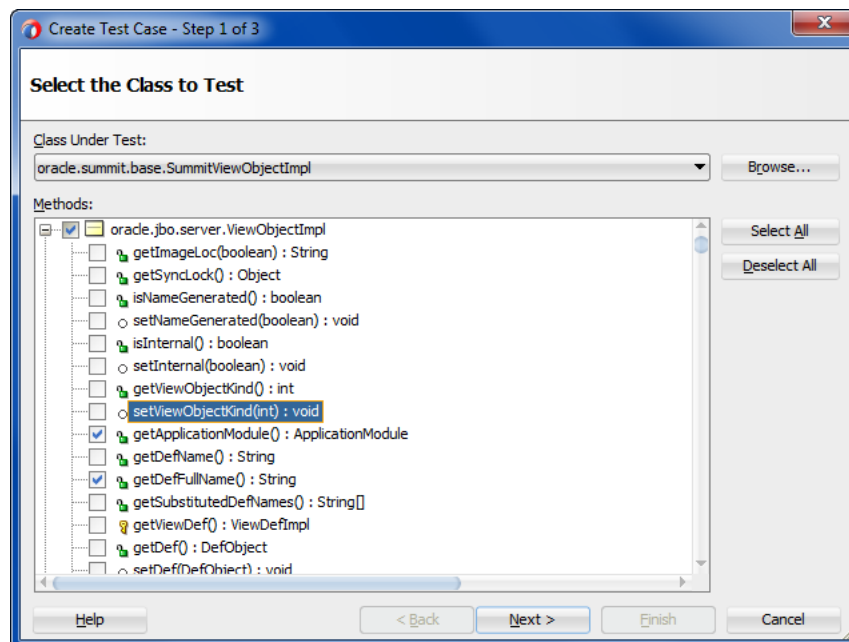 Create Test Case - Step 1 of 3
Select the Class to Test
Class Under Test:
oracle.summit.base.SummitViewObjectImpl
Browse...
Methods:
oracle.jbo.server.ViewObjectImpl
Select All
getImageLoc(boolean) : String
getSyncLock() : Object
Deselect All
isNameGenerated() : boolean
setNameGenerated(boolean) : void
isInternal() : boolean
setInternal(boolean) : void
getViewObjectKind() : int
setViewObjectKind(int) : void
getApplicationModule() : ApplicationModule
getDefName() : String
getDefFullName() : String
getSubstitutedDefNames() : String[]
getViewDef() : ViewDefImpl
getDef() : DefObject
setDef(DefObject) : void
Help
< Back
Next >
Finish
Cancel